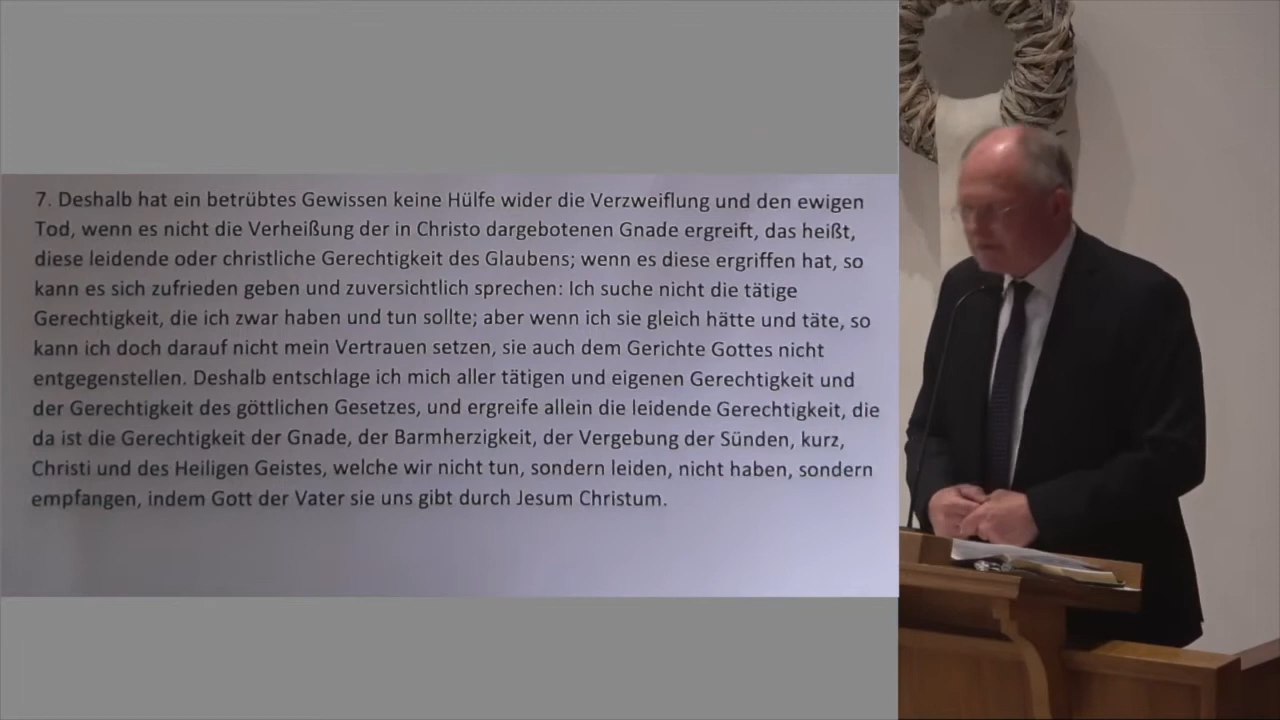 7. Deshalb hat ein betrübtes Gewissen keine Hülfe wider die Verzweiflung und den ewigen
Tod, wenn es nicht die Verheißung der in Christo dargebotenen Gnade ergreift, das heißt,
diese leidende oder christliche Gerechtigkeit des Glaubens; wenn es diese ergriffen hat, so
kann es sich zufrieden geben und zuversichtlich sprechen: Ich suche nicht die tätige
Gerechtigkeit, die ich zwar haben und tun sollte; aber wenn ich sie gleich hätte und täte, so
kann ich doch darauf nicht mein Vertrauen setzen, sie auch dem Gerichte Gottes nicht
entgegenstellen. Deshalb entschlage ich mich aller tätigen und eigenen Gerechtigkeit und
der Gerechtigkeit des göttlichen Gesetzes, und ergreife allein die leidende Gerechtigkeit, die
da ist die Gerechtigkeit der Gnade, der Barmherzigkeit, der Vergebung der Sünden, kurz,
Christi und des Heiligen Geistes, welche wir nicht tun, sondern leiden, nicht haben, sondern
empfangen, indem Gott der Vater sie uns gibt durch Jesum Christum.